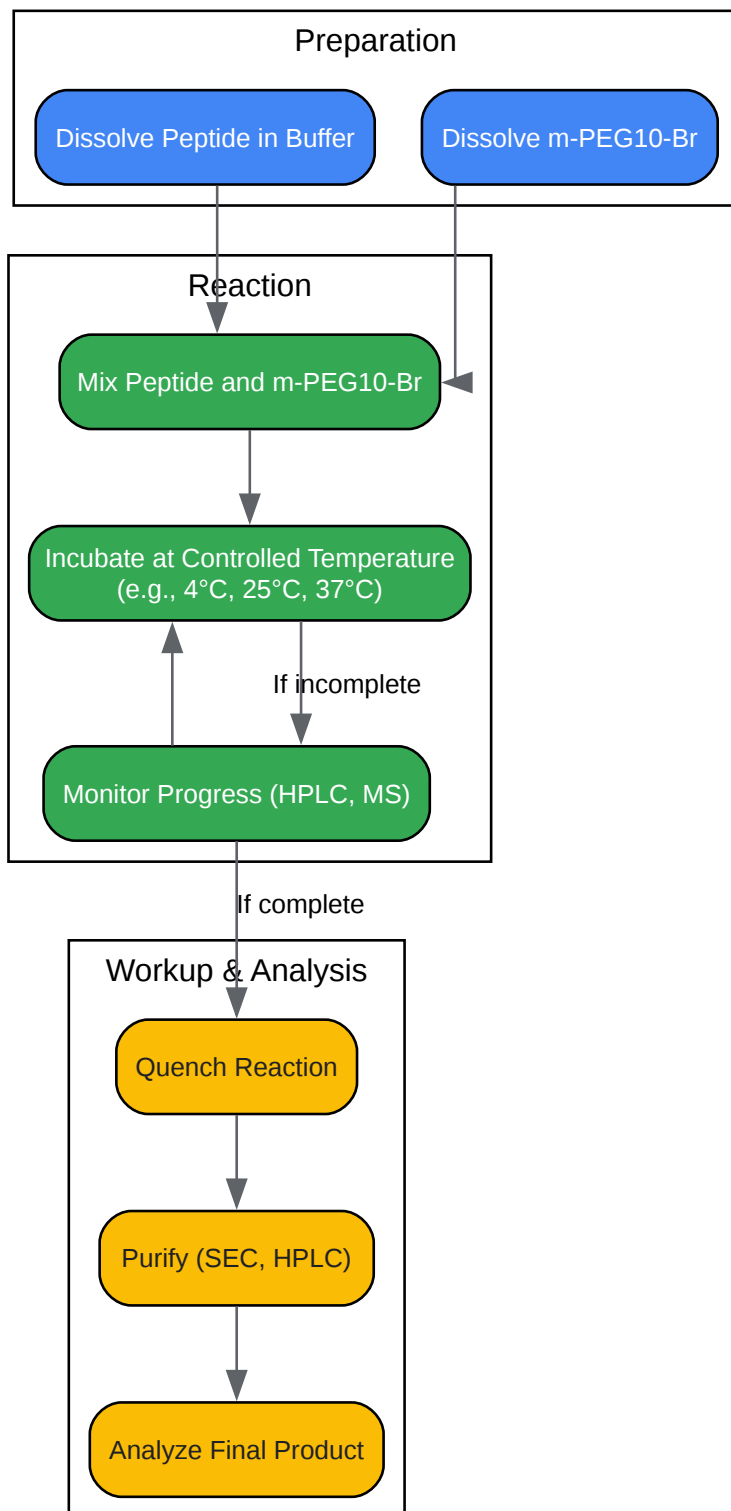 Preparation
Dissolve Peptide in Buffer
Dissolve m-PEG10-Br
Reaction
Mix Peptide and m-PEG10-Br
Incubate at Controlled Temperature
(e.g., 4°C, 25°C, 37°C)
If incomplete
Monitor Progress (HPLC, MS)
If complete
Workup & Analysis
Quench Reaction
Purify (SEC, HPLC)
Analyze Final Product